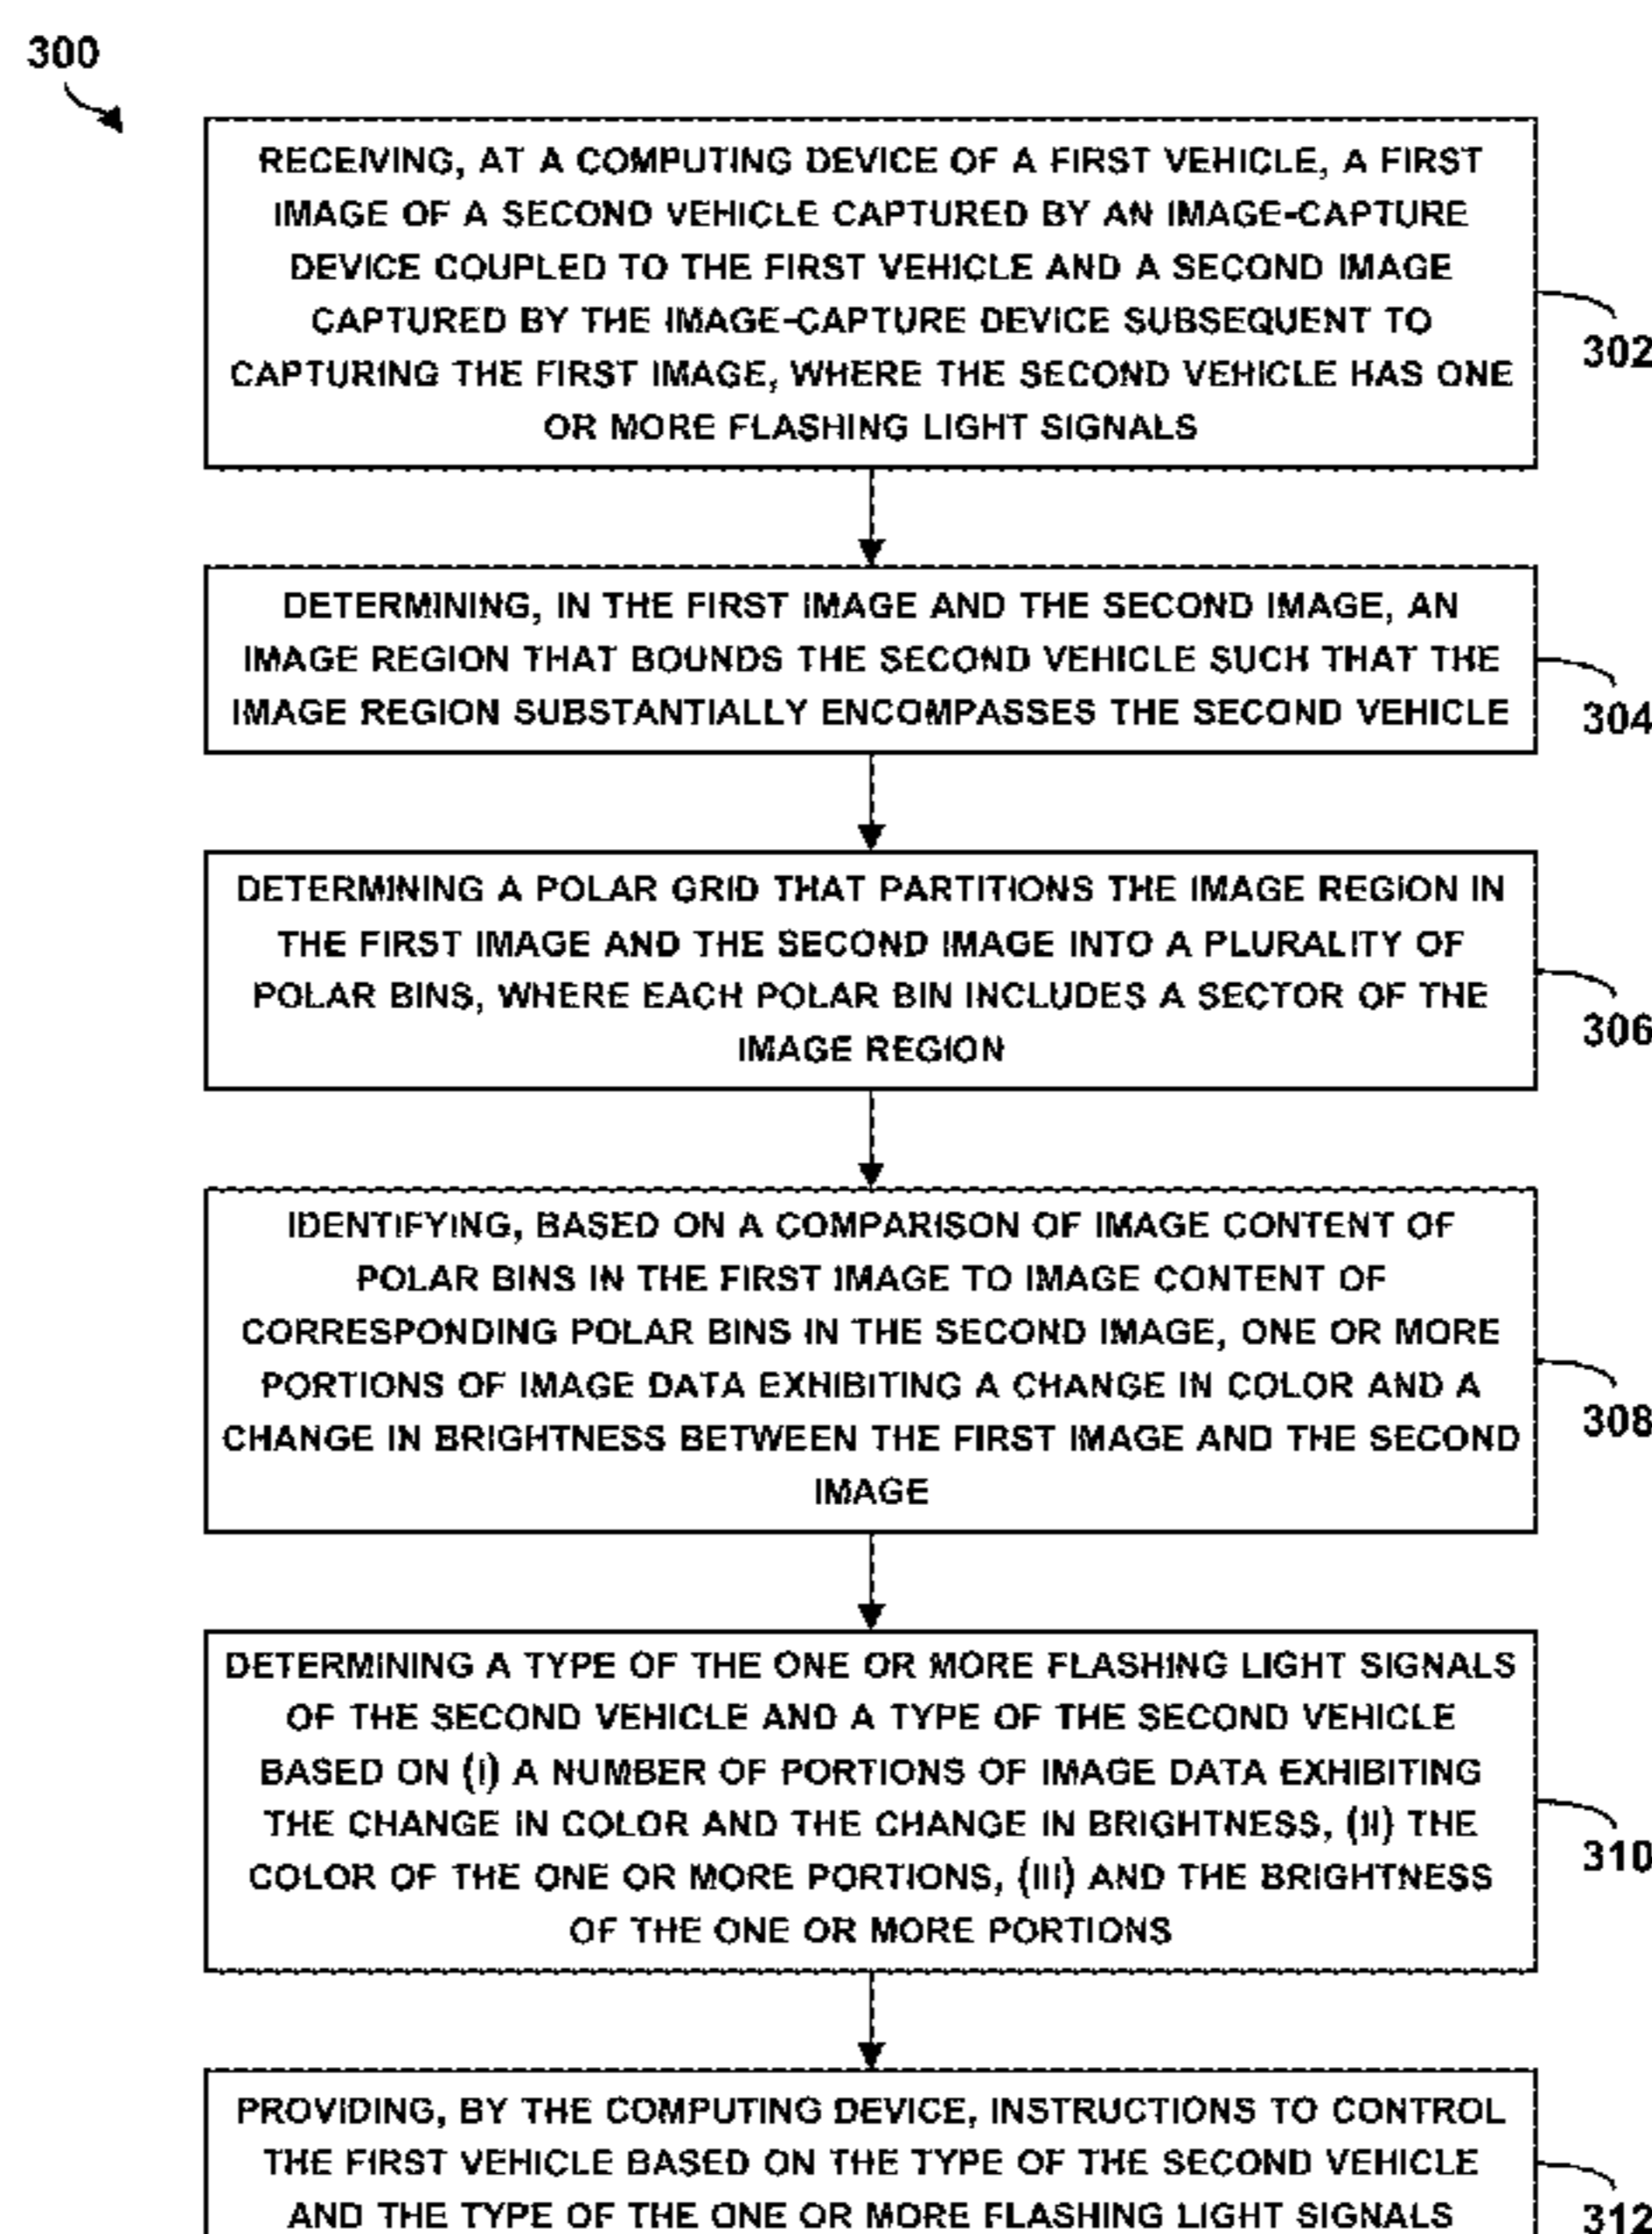 300
RECEIVING, AT A COMPUTING DEVICE OF A FIRST VEHICLE, A FIRST
IMAGE OF A SECOND VEHICLE CAPTURED BY AN IMAGE-CAPTURE
DEVICE COUPLED TO THE FIRST VEHICLE AND A SECOND IMAGE
CAPTURED BY THE IMAGE-CAPTURE DEVICE SUBSEQUENT TO
CAPTURING THE FIRST IMAGE, WHERE THE SECOND VEHICLE HAS ONE
OR MORE FLASHING LIGHT SIGNALS
302
DETERMINING, IN THE FIRST IMAGE AND THE SECOND IMAGE, AN
IMAGE REGION THAT BOUNDS THE SECOND VEHICLE SUCH THAT THE
IMAGE REGION SUBSTANTIALLY ENCOMPASSES THE SECOND VEHICLE
304
DETERMINING A POLAR GRID THAT PARTITIONS THE IMAGE REGION IN
THE FIRST IMAGE AND THE SECOND IMAGE INTO A PLURALITY OF
POLAR BINS, WHERE EACH POLAR BIN INCLUDES A SECTOR OF THE
IMAGE REGION
306
IDENTIFYING, BASED ON A COMPARISON OF IMAGE CONTENT OF
POLAR BINS IN THE FIRST IMAGE TO IMAGE CONTENT OF
CORRESPONDING POLAR BINS IN THE SECOND IMAGE, ONE OR MORE
PORTIONS OF IMAGE DATA EXHIBITING A CHANGE IN COLOR AND A
CHANGE IN BRIGHTNESS BETWEEN THE FIRST IMAGE AND THE SECOND
IMAGE
308
DETERMINING A TYPE OF THE ONE OR MORE FLASHING LIGHT SIGNALS
OF THE SECOND VEHICLE AND A TYPE OF THE SECOND VEHICLE
BASED ON (I) A NUMBER OF PORTIONS OF IMAGE DATA EXHIBITING
THE CHANGE IN COLOR AND THE CHANGE IN BRIGHTNESS, (II) THE
COLOR OF THE ONE OR MORE PORTIONS, (III) AND THE BRIGHTNESS
OF THE ONE OR MORE PORTIONS
310
PROVIDING, BY THE COMPUTING DEVICE, INSTRUCTIONS TO CONTROL
THE FIRST VEHICLE BASED ON THE TYPE OF THE SECOND VEHICLE
AND THE TYPE OF THE ONE OR MORE FLASHING LIGHT SIGNALS
312